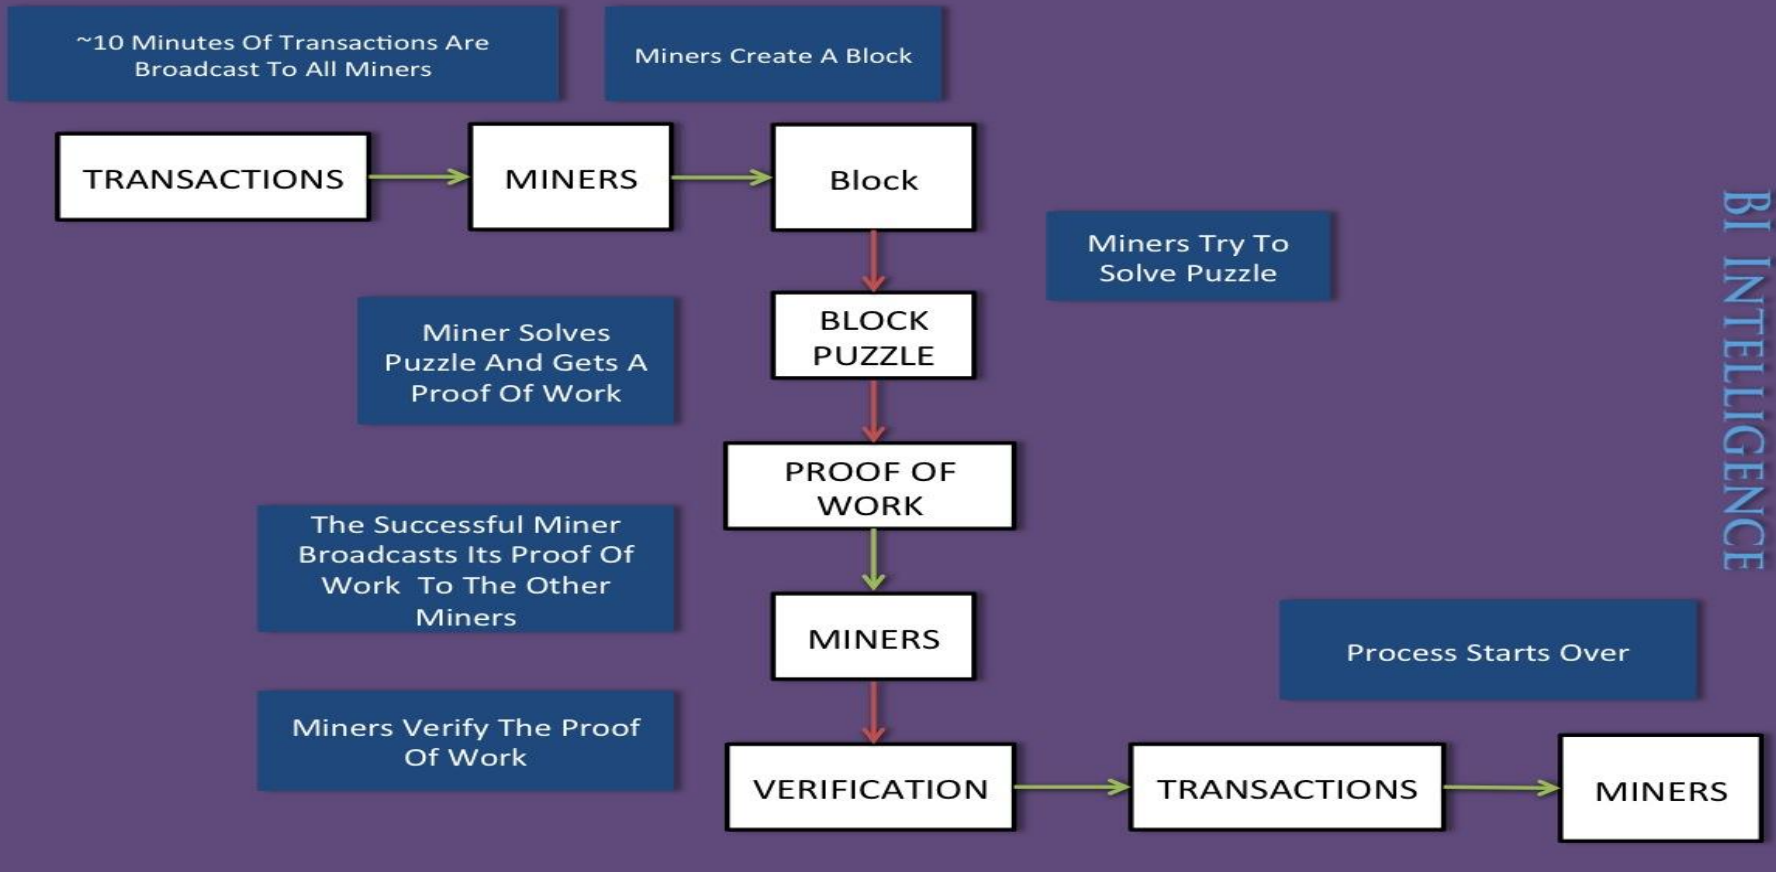 ~10 Minutes Of Transactions Are
Broadcast To All Miners
Miners Create A Block
TRANSACTIONS
MINERS
Block
Miners Try To
Solve Puzzle
BLOCK
PUZZLE
Miner Solves
Puzzle And Gets A
Proof Of Work
PROOF OF
WORK
The Successful Miner
Broadcasts Its Proof Of
Work  To The Other
Miners
MINERS
Miners Verify The Proof
Of Work
VERIFICATION
Process Starts Over
TRANSACTIONS
MINERS
BI INTELLIGENCE